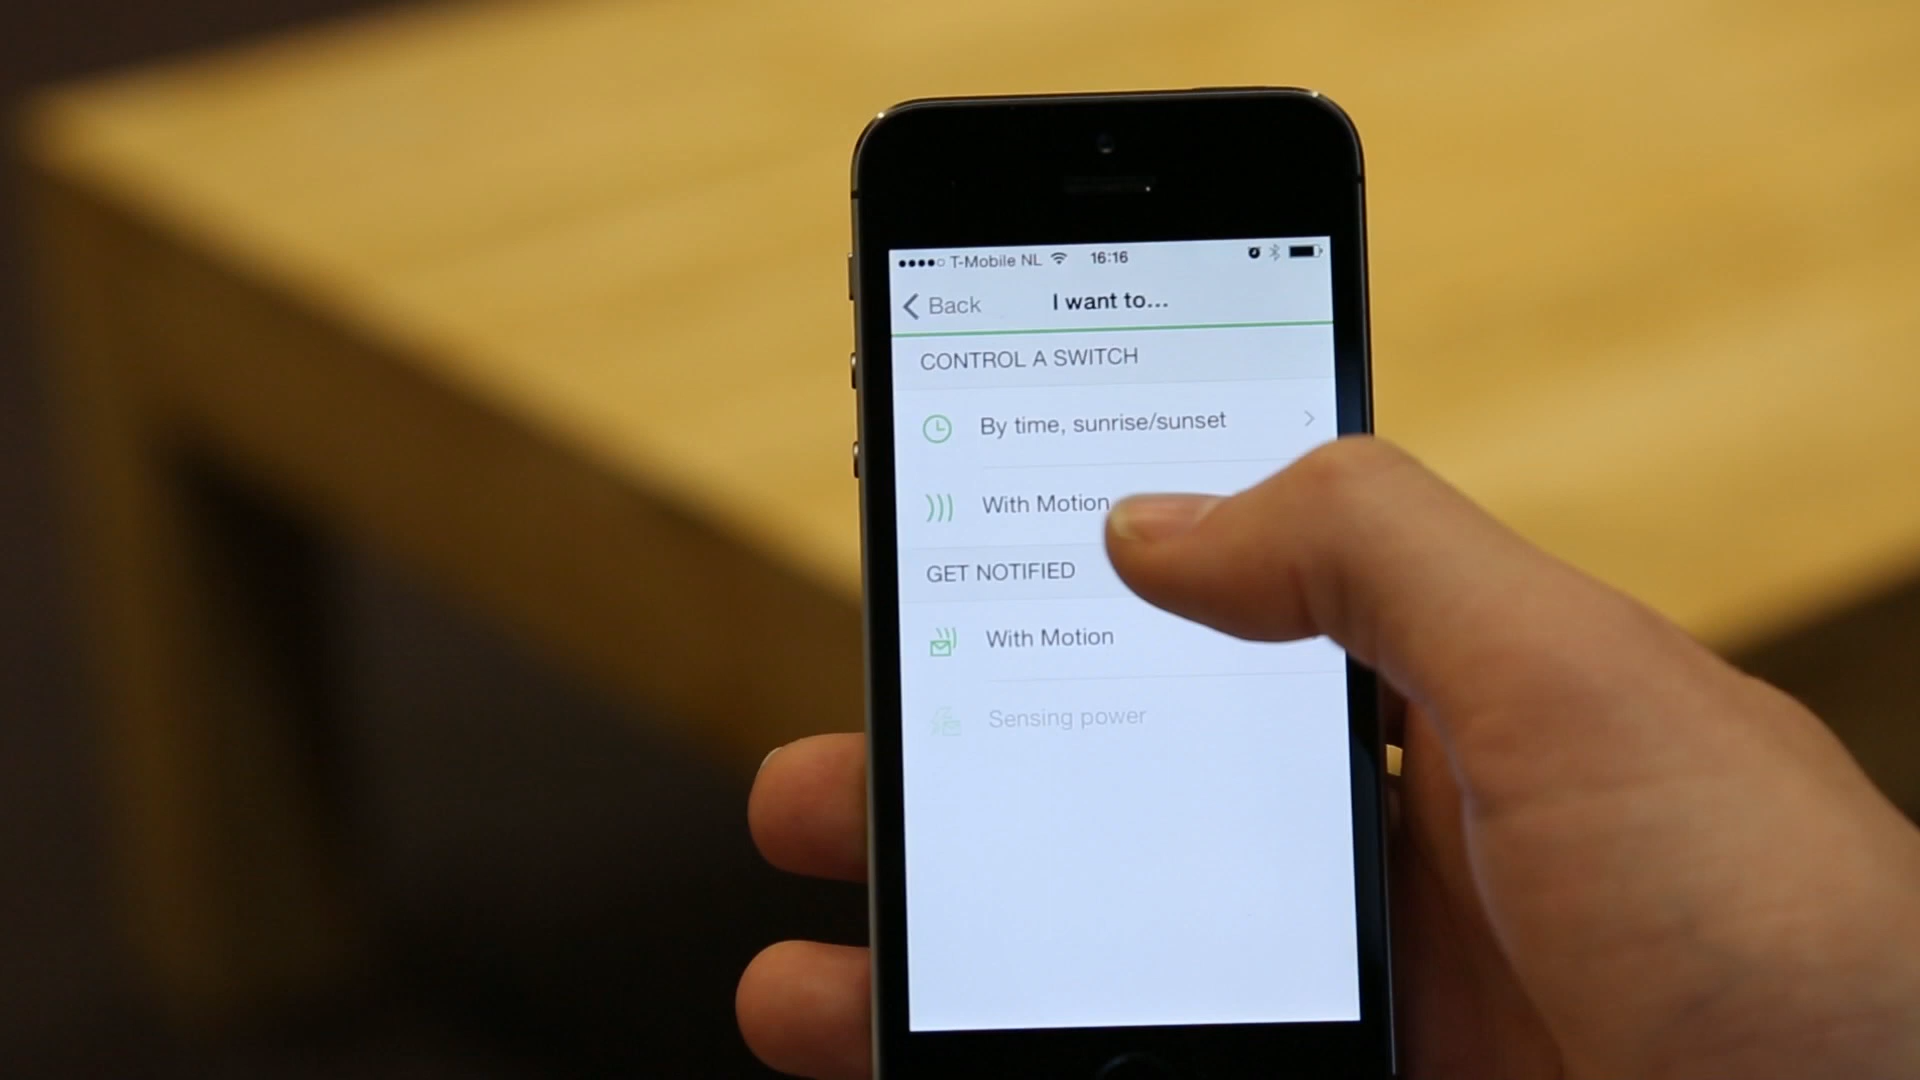 T-Mobile NL 16:16
Back I want to...
CONTROL A SWITCH
By time, sunrise/sunset
With Motion
GET NOTIFIED
With Motion
Sensing power